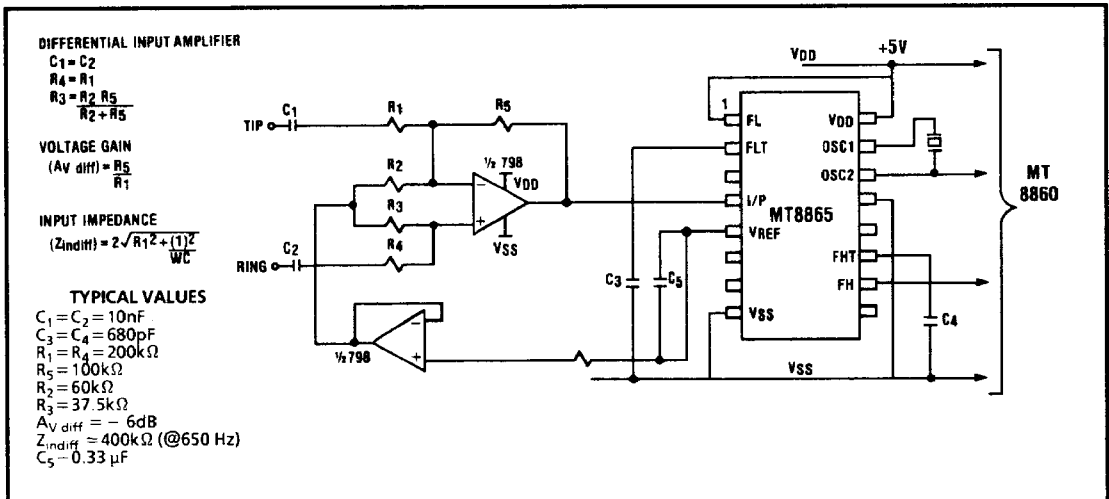 DIFFERENTIAL INPUT AMPLIFIER
C1 = C2
R4 = R1
R3 = R2 R5
R2 + R5
VOLTAGE GAIN
(AV diff) = R5
R1
INPUT IMPEDANCE
(Zindiff) = 2√R1² + (1)²
WC
TYPICAL VALUES
C1 = C2 = 10nF
C3 = C4 = 680pF
R1 = R4 = 200kΩ
R5 = 100kΩ
R2 = 60kΩ
R3 = 37.5kΩ
AV diff = - 6dB
Zindiff = 400kΩ (@650 Hz)
C5 – 0.33 µF
TIP
C1
R1
R5
R2
R3
R4
RING
C2
½ 798
VDD
−
+
VSS
½ 798
−
+
C3
C5
VDD
+5V
1
FL
FLT
I/P
VREF
VSS
MT8865
VDD
OSC1
OSC2
FHT
FH
C4
VSS
MT
8860